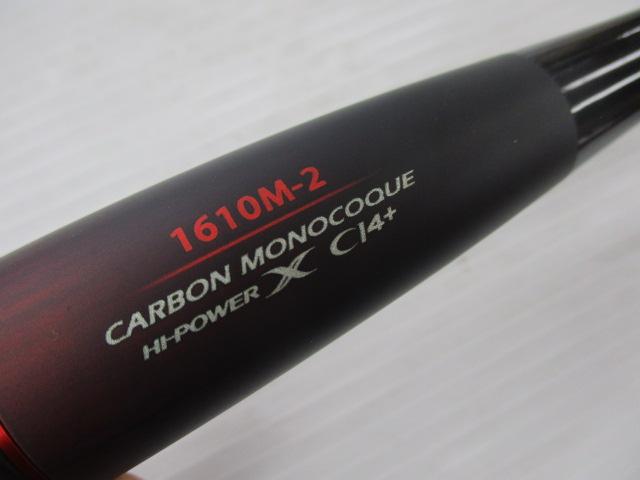 1610M-2
CARBON MONOCOQUE
HI-POWER X CI4+